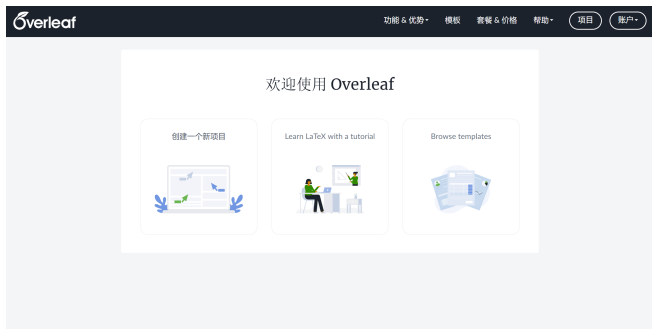 Overleaf
功能 & 优势
模板
套餐 & 价格
帮助
项目
账户
欢迎使用 Overleaf
创建一个新项目
Learn LaTeX with a tutorial
Browse templates